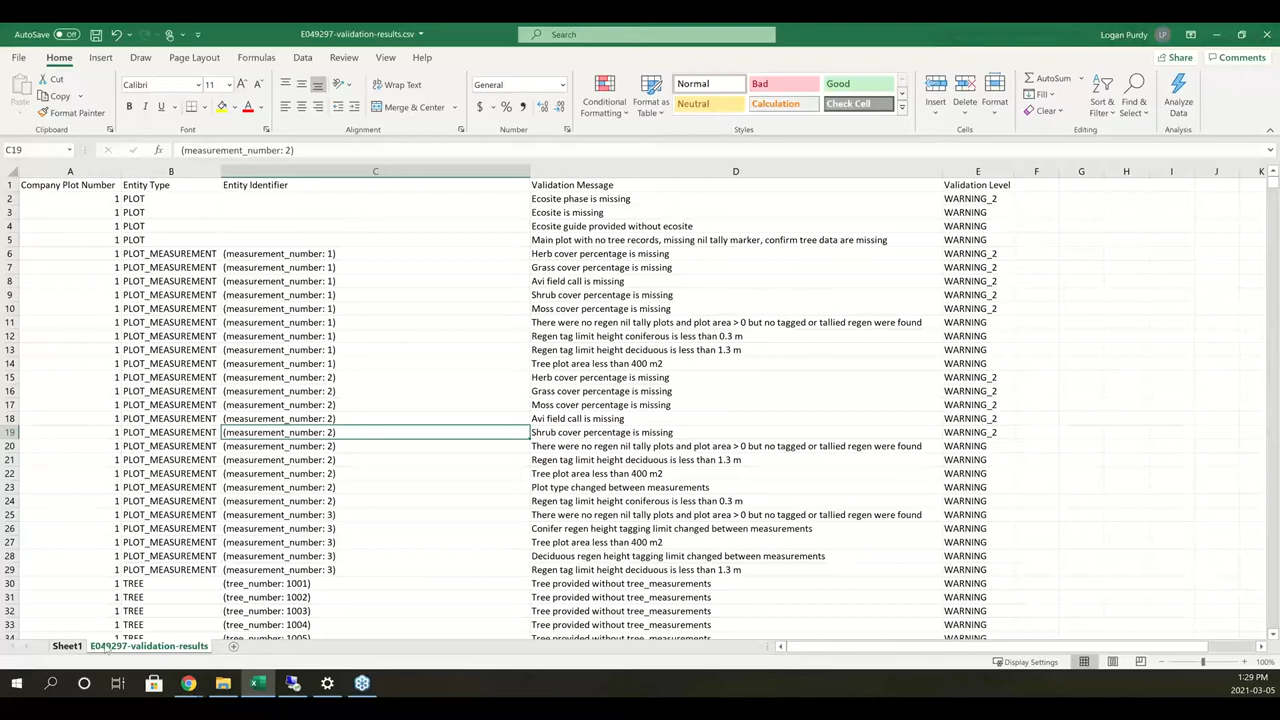 AutoSave Off E049297-validation-results.csv Search Logan Purdy LP
File Home Insert Draw Page Layout Formulas Data Review View Help Share Comments
Paste Cut Copy Format Painter Clipboard
Calibri 11 B I U A Font
Wrap Text Merge & Center Alignment
General $ % Number
Conditional Formatting Format as Table Normal Bad Good Neutral Calculation Check Cell Styles
Insert Delete Format Cells
AutoSum Fill Clear Sort & Filter Find & Select Editing
Analyze Data Analysis
C19 fx (measurement_number: 2)
A B C D E F G H I J K
1 Company Plot Number Entity Type Entity Identifier Validation Message Validation Level
2 1 PLOT Ecosite phase is missing WARNING_2
3 1 PLOT Ecosite is missing WARNING
4 1 PLOT Ecosite guide provided without ecosite WARNING
5 1 PLOT Main plot with no tree records, missing nil tally marker, confirm tree data are missing WARNING
6 1 PLOT_MEASUREMENT (measurement_number: 1) Herb cover percentage is missing WARNING_2
7 1 PLOT_MEASUREMENT (measurement_number: 1) Grass cover percentage is missing WARNING_2
8 1 PLOT_MEASUREMENT (measurement_number: 1) Avi field call is missing WARNING_2
9 1 PLOT_MEASUREMENT (measurement_number: 1) Shrub cover percentage is missing WARNING_2
10 1 PLOT_MEASUREMENT (measurement_number: 1) Moss cover percentage is missing WARNING_2
11 1 PLOT_MEASUREMENT (measurement_number: 1) There were no regen nil tally plots and plot area > 0 but no tagged or tallied regen were found WARNING
12 1 PLOT_MEASUREMENT (measurement_number: 1) Regen tag limit height coniferous is less than 0.3 m WARNING
13 1 PLOT_MEASUREMENT (measurement_number: 1) Regen tag limit height deciduous is less than 1.3 m WARNING
14 1 PLOT_MEASUREMENT (measurement_number: 1) Tree plot area less than 400 m2 WARNING
15 1 PLOT_MEASUREMENT (measurement_number: 2) Herb cover percentage is missing WARNING_2
16 1 PLOT_MEASUREMENT (measurement_number: 2) Grass cover percentage is missing WARNING_2
17 1 PLOT_MEASUREMENT (measurement_number: 2) Moss cover percentage is missing WARNING_2
18 1 PLOT_MEASUREMENT (measurement_number: 2) Avi field call is missing WARNING_2
19 1 PLOT_MEASUREMENT (measurement_number: 2) Shrub cover percentage is missing WARNING_2
20 1 PLOT_MEASUREMENT (measurement_number: 2) There were no regen nil tally plots and plot area > 0 but no tagged or tallied regen were found WARNING
21 1 PLOT_MEASUREMENT (measurement_number: 2) Regen tag limit height deciduous is less than 1.3 m WARNING
22 1 PLOT_MEASUREMENT (measurement_number: 2) Tree plot area less than 400 m2 WARNING
23 1 PLOT_MEASUREMENT (measurement_number: 2) Plot type changed between measurements WARNING
24 1 PLOT_MEASUREMENT (measurement_number: 2) Regen tag limit height coniferous is less than 0.3 m WARNING
25 1 PLOT_MEASUREMENT (measurement_number: 3) There were no regen nil tally plots and plot area > 0 but no tagged or tallied regen were found WARNING
26 1 PLOT_MEASUREMENT (measurement_number: 3) Conifer regen height tagging limit changed between measurements WARNING
27 1 PLOT_MEASUREMENT (measurement_number: 3) Tree plot area less than 400 m2 WARNING
28 1 PLOT_MEASUREMENT (measurement_number: 3) Deciduous regen height tagging limit changed between measurements WARNING
29 1 PLOT_MEASUREMENT (measurement_number: 3) Regen tag limit height deciduous is less than 1.3 m WARNING
30 1 TREE (tree_number: 1001) Tree provided without tree_measurements WARNING
31 1 TREE (tree_number: 1002) Tree provided without tree_measurements WARNING
32 1 TREE (tree_number: 1003) Tree provided without tree_measurements WARNING
33 1 TREE (tree_number: 1004) Tree provided without tree_measurements WARNING
34 1 TREE (tree_number: 1005) Tree provided without tree_measurements WARNING
Sheet1 E049297-validation-results
Display Settings 100%
1:29 PM
2021-03-05